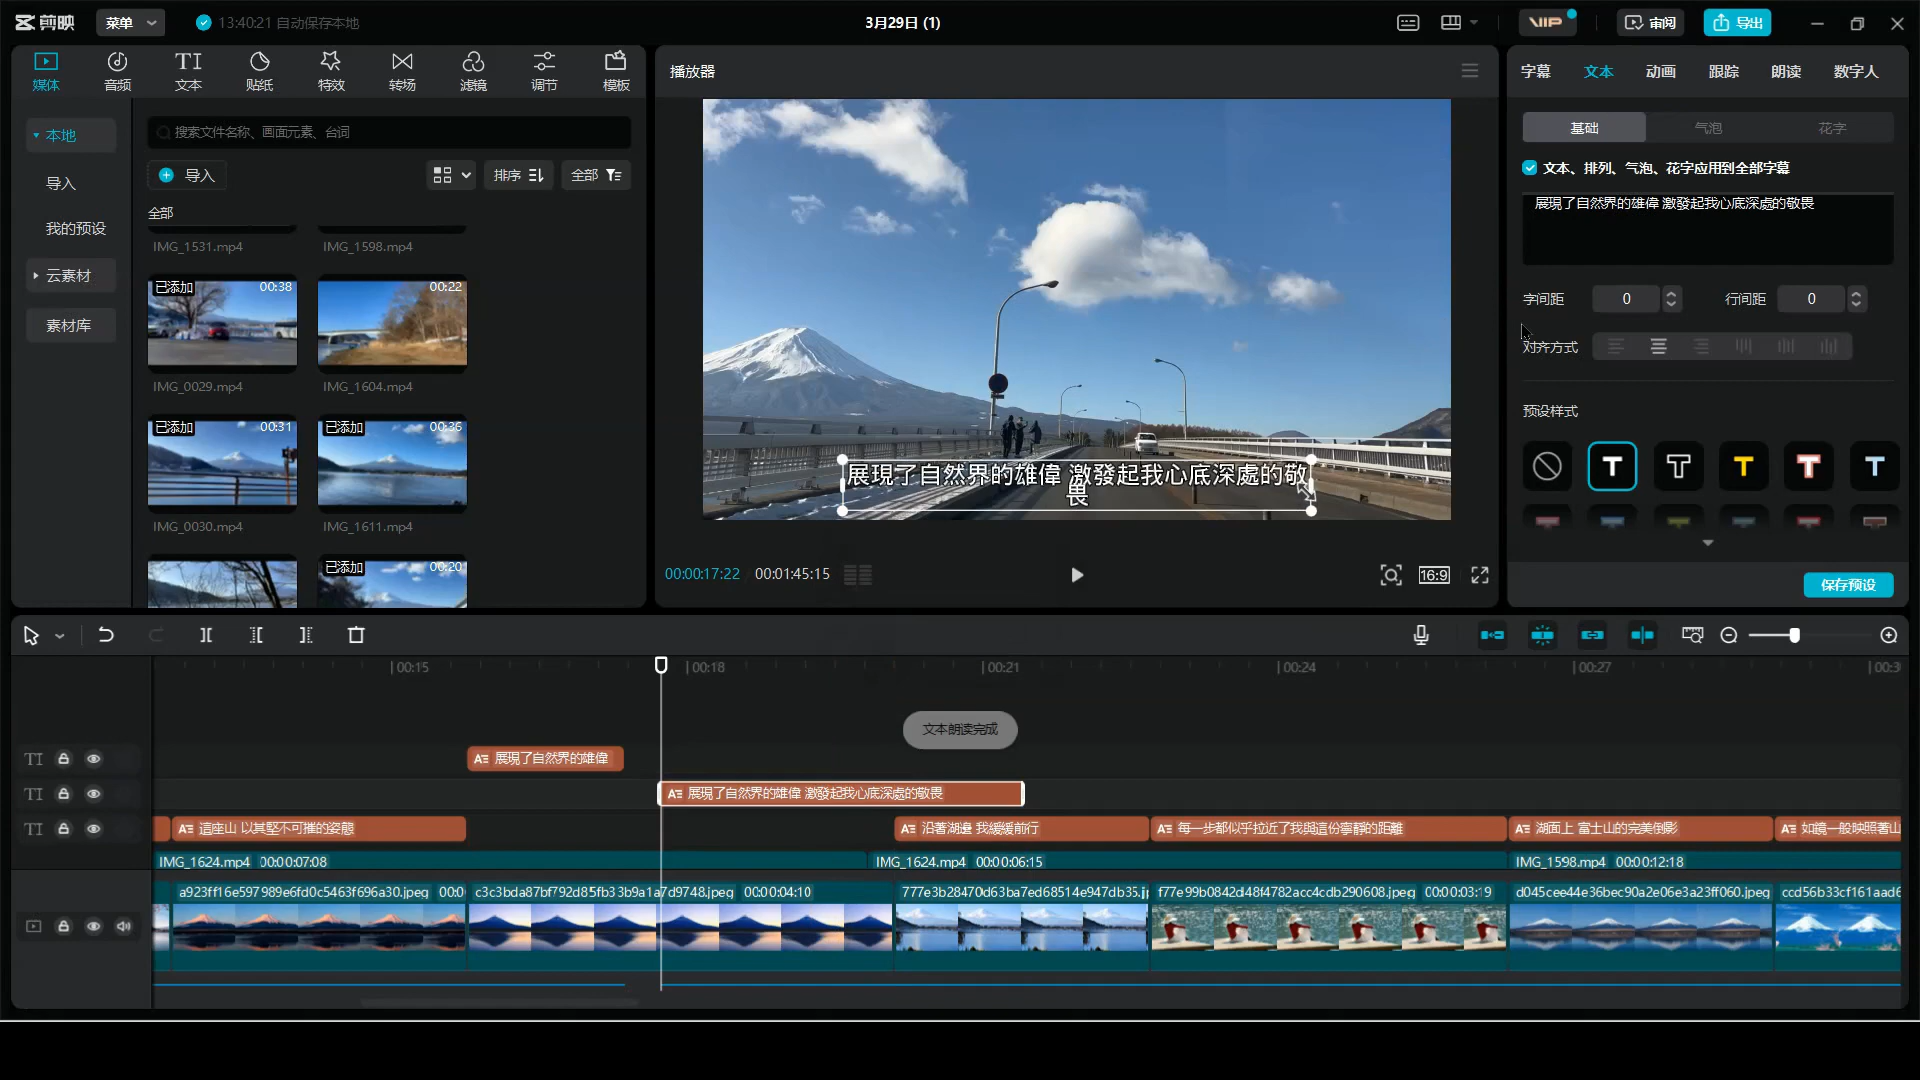 剪映
菜单
13:40:21 自动保存本地
3月29日 (1)
VIP
审阅
导出
媒体
音频
文本
贴纸
特效
转场
滤镜
调节
模板
本地
导入
我的预设
云素材
素材库
搜索文件名称、画面元素、台词
导入
排序
全部
全部
IMG_1531.mp4
IMG_1598.mp4
已添加
00:38
00:22
IMG_0029.mp4
IMG_1604.mp4
已添加
00:31
已添加
00:36
IMG_0030.mp4
IMG_1611.mp4
已添加
00:20
播放器
展現了自然界的雄偉 激發起我心底深處的敬
畏
00:00:17:22
00:01:45:15
16:9
字幕
文本
动画
跟踪
朗读
数字人
基础
气泡
花字
文本、排列、气泡、花字应用到全部字幕
展現了自然界的雄偉 激發起我心底深處的敬畏
字间距
0
行间距
0
对齐方式
预设样式
保存预设
00:15
00:18
00:21
00:24
00:27
00:3
文本朗读完成
展現了自然界的雄偉
展現了自然界的雄偉 激發起我心底深處的敬畏
這座山 以其堅不可摧的姿態
沿著湖邊 我緩緩前行
每一步都似乎拉近了我與這份寧靜的距離
湖面上 富士山的完美倒影
如鏡一般映照著山
IMG_1624.mp4 00:00:07:08
IMG_1624.mp4 00:00:06:15
IMG_1598.mp4 00:00:12:18
a923ff16e597989e6fd0c5463f696a30.jpeg 00:0
c3c3bda87bf792d85fb33b9a1a7d9748.jpeg 00:00:04:10
777e3b28470d63ba7ed68514e947db35.j
f77e99b0842d48f4782acc4cdb290608.jpeg 00:00:03:19
d045cee44e36bec90a2e06e3a23ff060.jpeg
ccd56b33cf161aad6